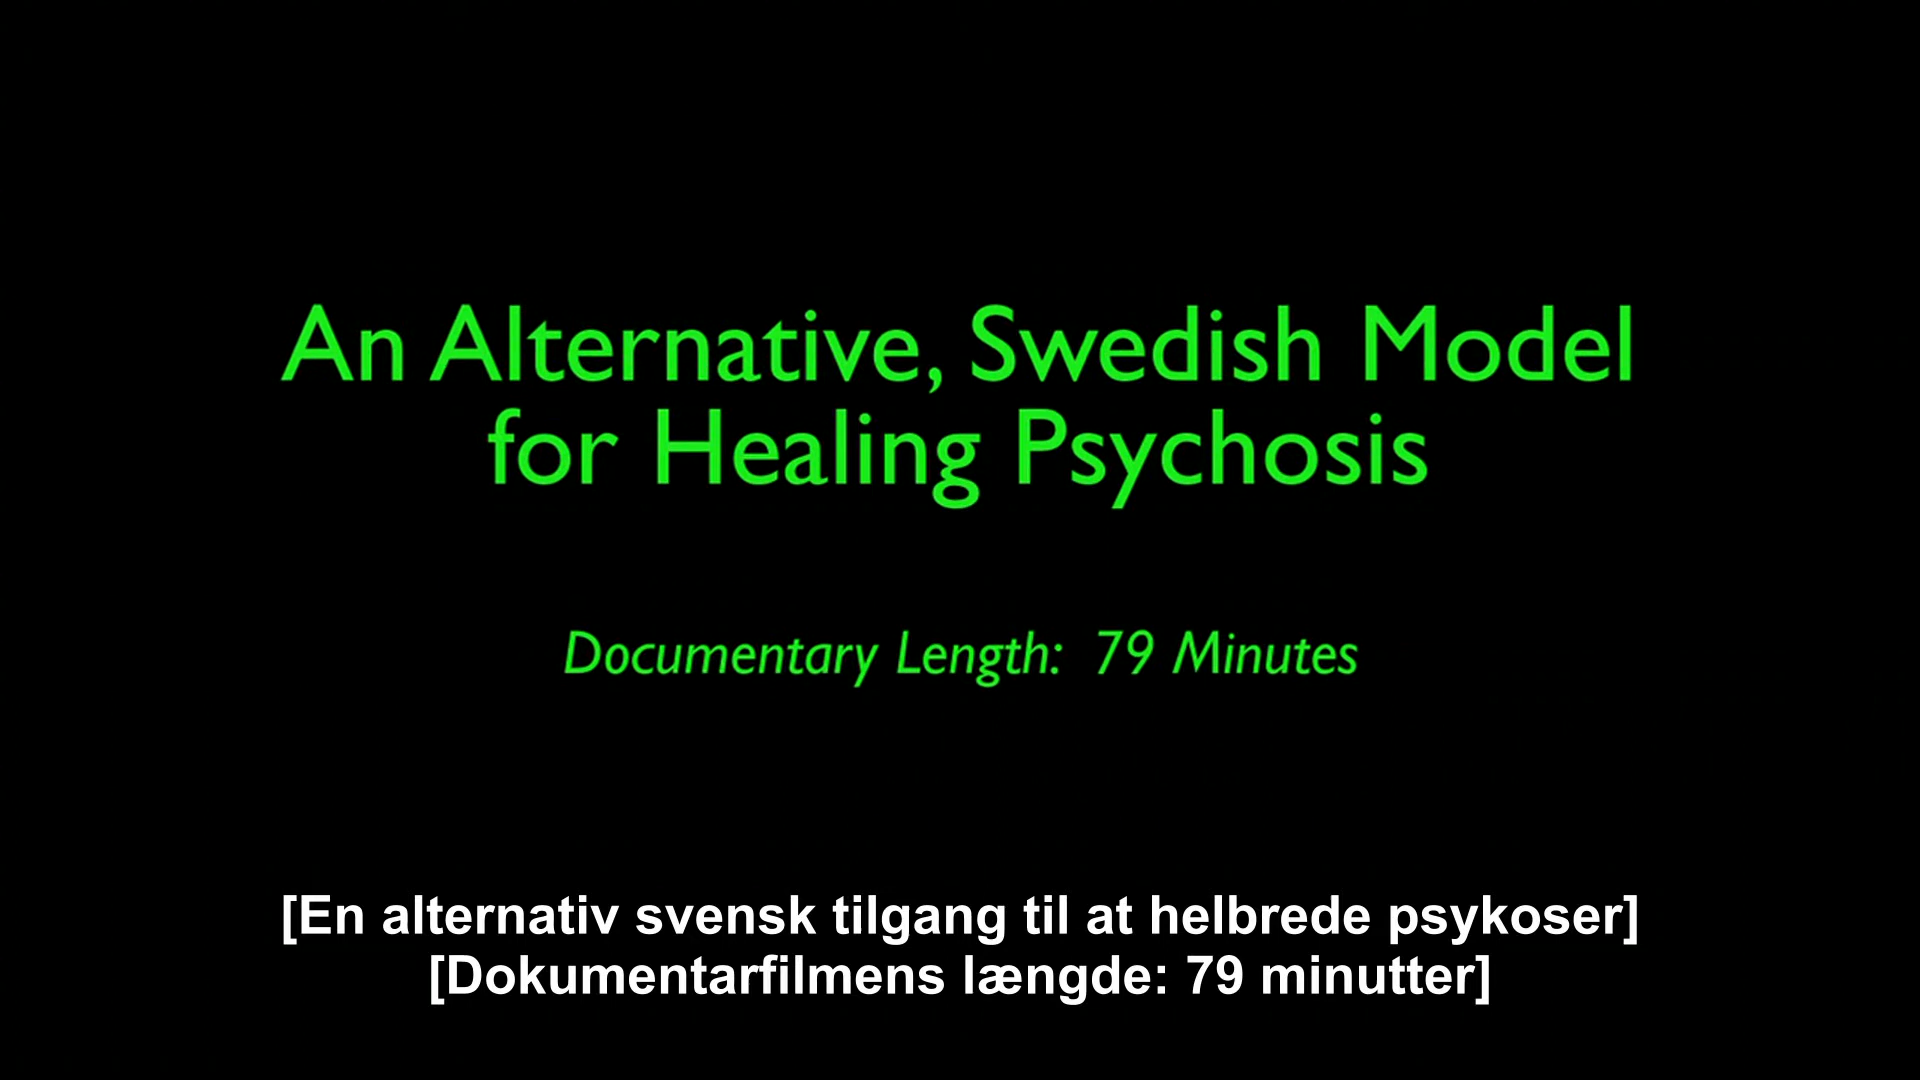 An Alternative, Swedish Model
for Healing Psychosis
Documentary Length: 79 Minutes
[En alternativ svensk tilgang til at helbrede psykoser]
[Dokumentarfilmens længde: 79 minutter]